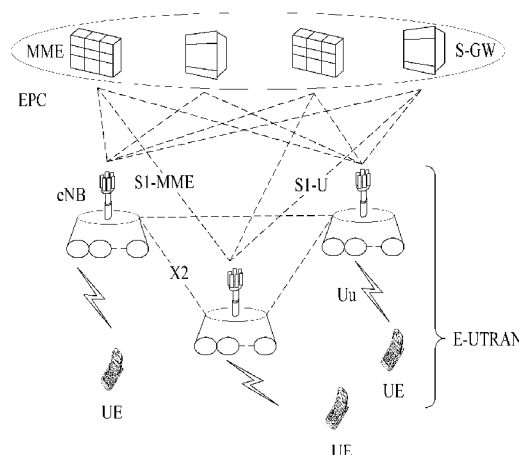 MME
S-GW
EPC
S1-MME
S1-U
cNB
X2
Uu
E-UTRAN
UE
UE
UE